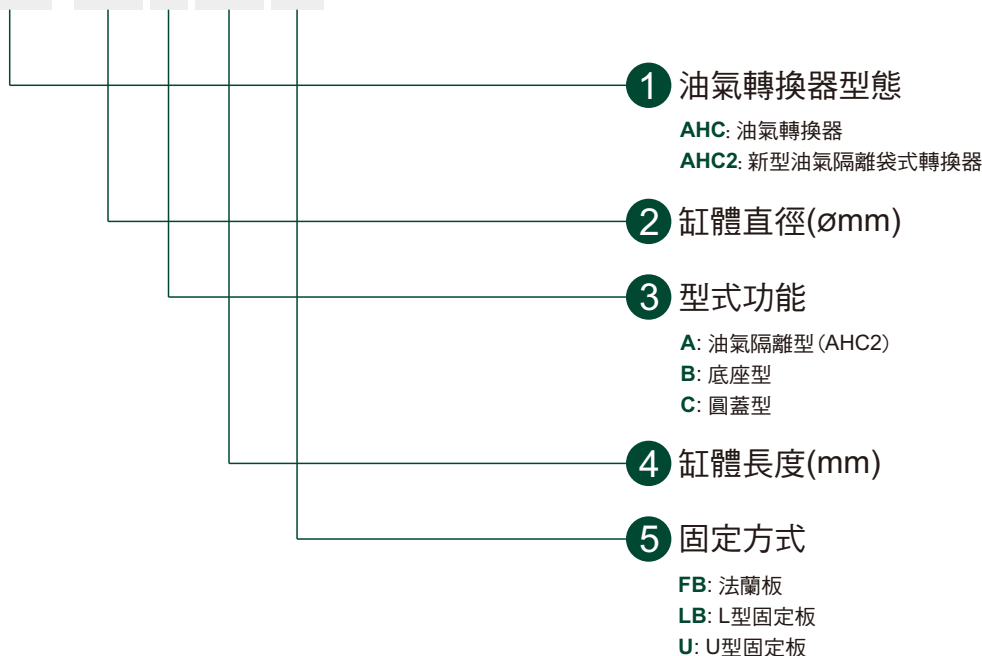 1 油氣轉換器型態
AHC: 油氣轉換器
AHC2: 新型油氣隔離袋式轉換器
2 缸體直徑(ømm)
3 型式功能
A: 油氣隔離型(AHC2)
B: 底座型
C: 圓蓋型
4 缸體長度(mm)
5 固定方式
FB: 法蘭板
LB: L型固定板
U: U型固定板